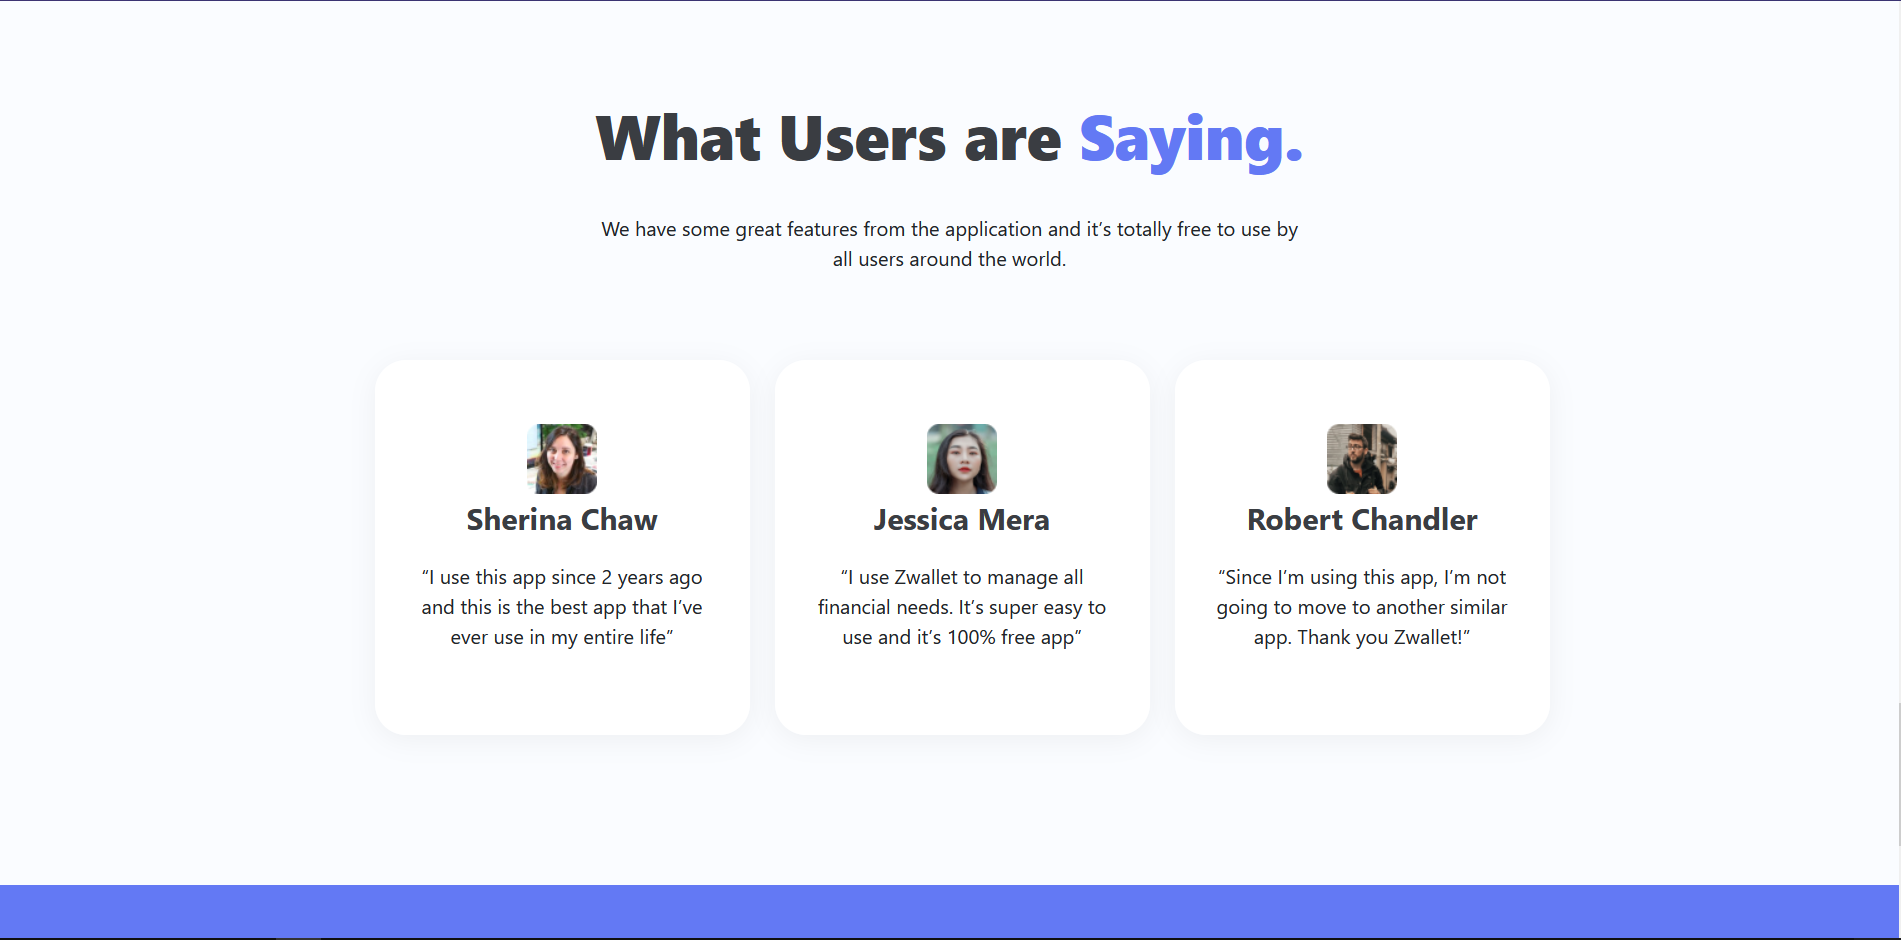 What Users are Saying.
We have some great features from the application and it’s totally free to use by
all users around the world.
Sherina Chaw
“I use this app since 2 years ago
and this is the best app that I’ve
ever use in my entire life”
Jessica Mera
“I use Zwallet to manage all
financial needs. It’s super easy to
use and it’s 100% free app”
Robert Chandler
“Since I’m using this app, I’m not
going to move to another similar
app. Thank you Zwallet!”